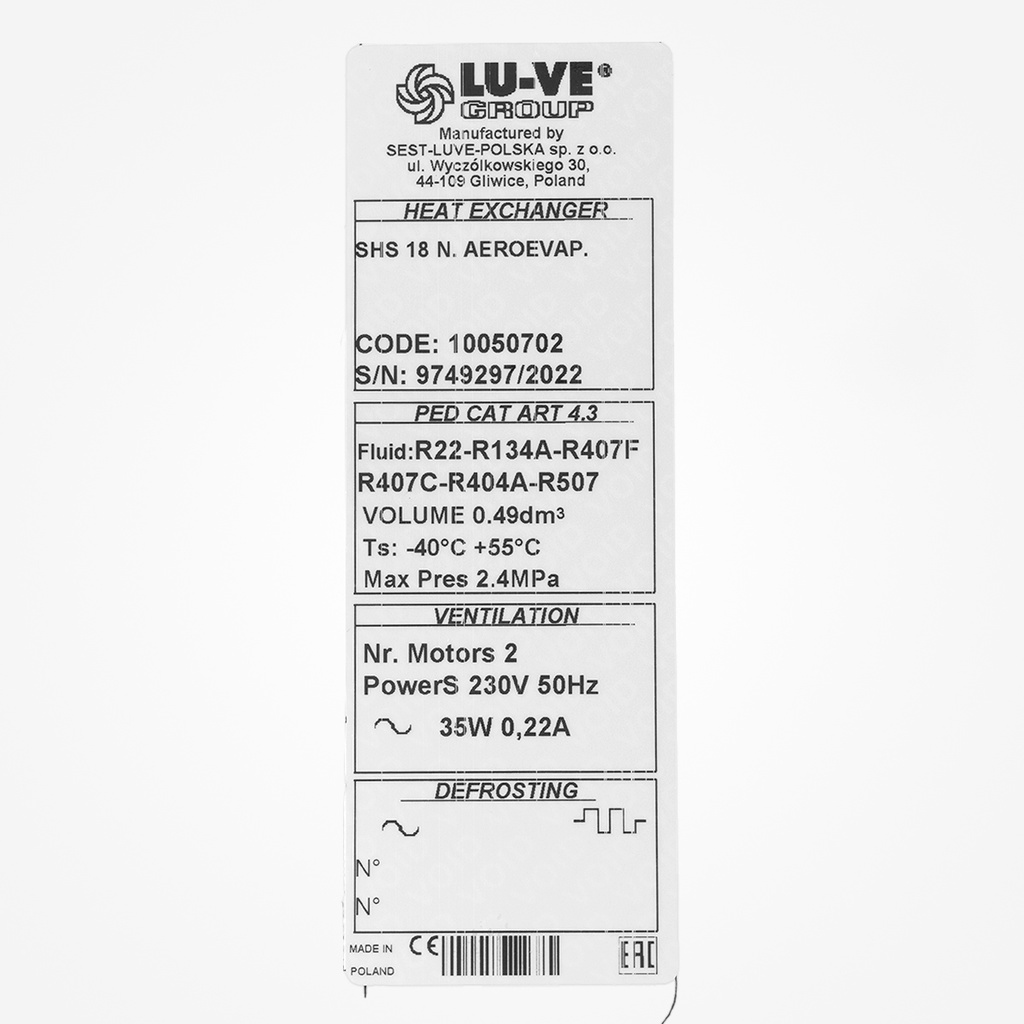 LU-VE®
GROUP
Manufactured by
SEST-LUVE-POLSKA sp. z o.o.
ul. Wyczólkowskiego 30,
44-109 Gliwice, Poland
HEAT EXCHANGER
SHS 18 N. AEROEVAP.
CODE: 10050702
S/N: 9749297/2022
PED CAT ART 4.3
Fluid:R22-R134A-R407F
R407C-R404A-R507
VOLUME 0.49dm³
Ts: -40°C +55°C
Max Pres 2.4MPa
VENTILATION
Nr. Motors 2
PowerS 230V 50Hz
35W 0,22A
DEFROSTING
N°
N°
MADE IN
POLAND
CE
EAC